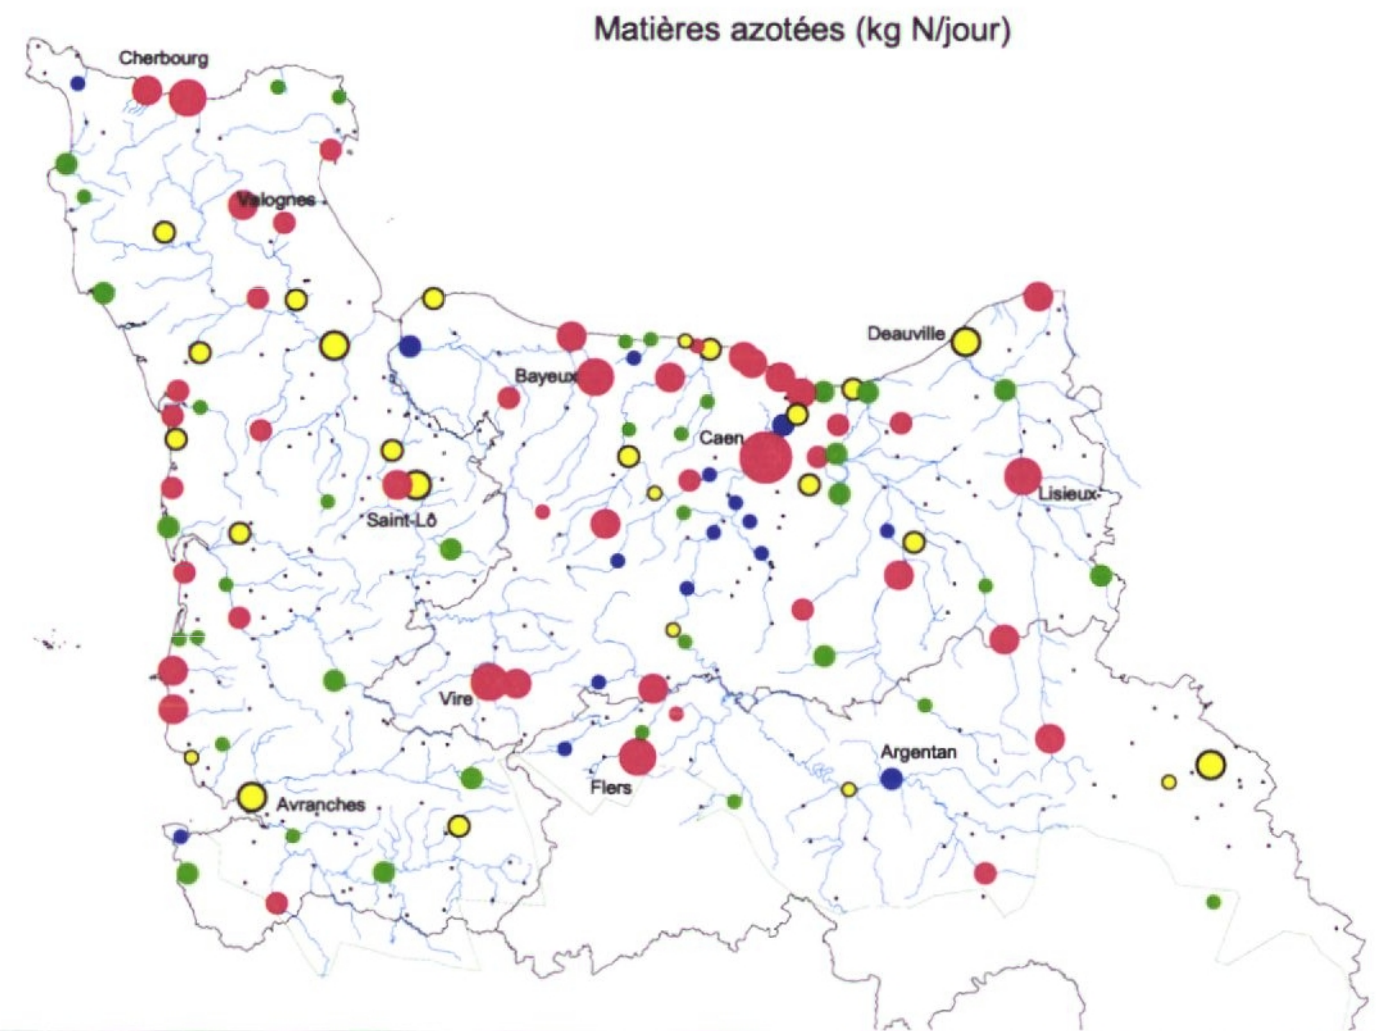 Matières azotées (kg N/jour)
Cherbourg
Valognes
Deauville
Bayeux
Caen
Lisieux
Saint-Lô
Vire
Argentan
Flers
Avranches